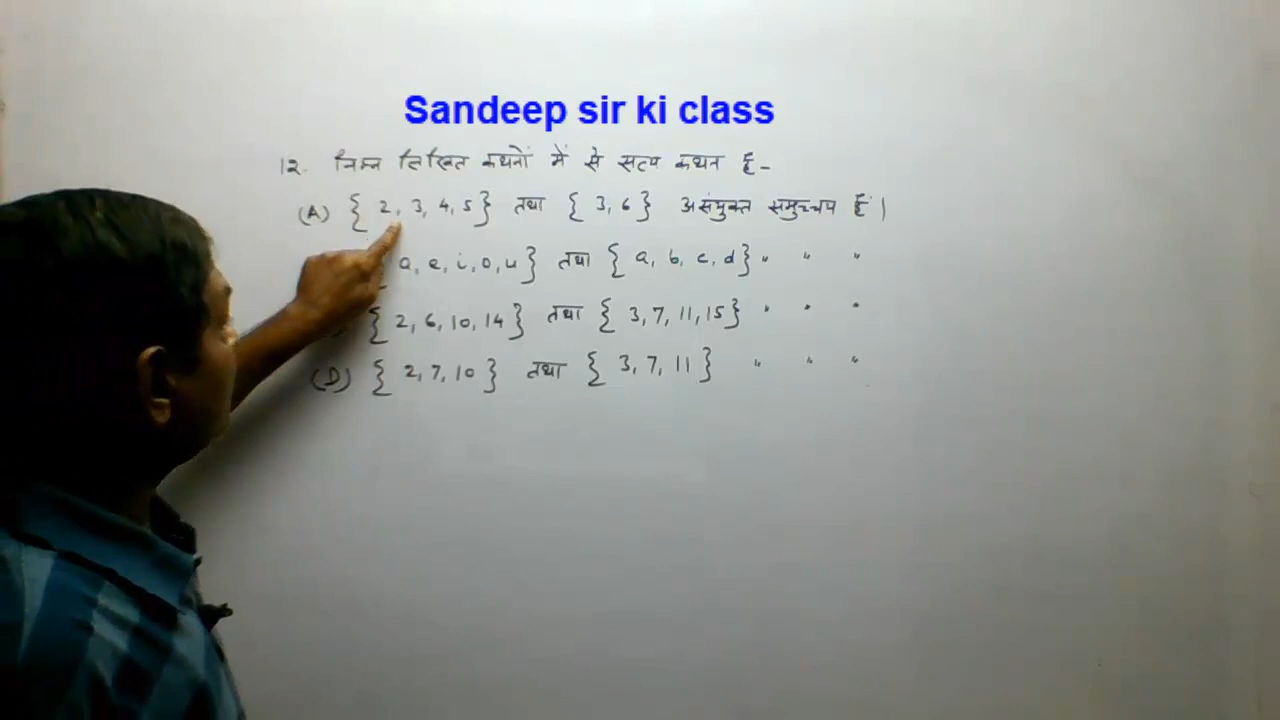 Sandeep sir ki class
12. निम्न लिखित कथनों में से सत्य कथन है -
(A) { 2, 3, 4, 5 } तथा { 3, 6 } असंयुक्त समुच्चय हैं।
a, e, i, o, u } तथा { a, b, c, d } " " "
{ 2, 6, 10, 14 } तथा { 3, 7, 11, 15 } " " "
(D) { 2, 7, 10 } तथा { 3, 7, 11 } " " "